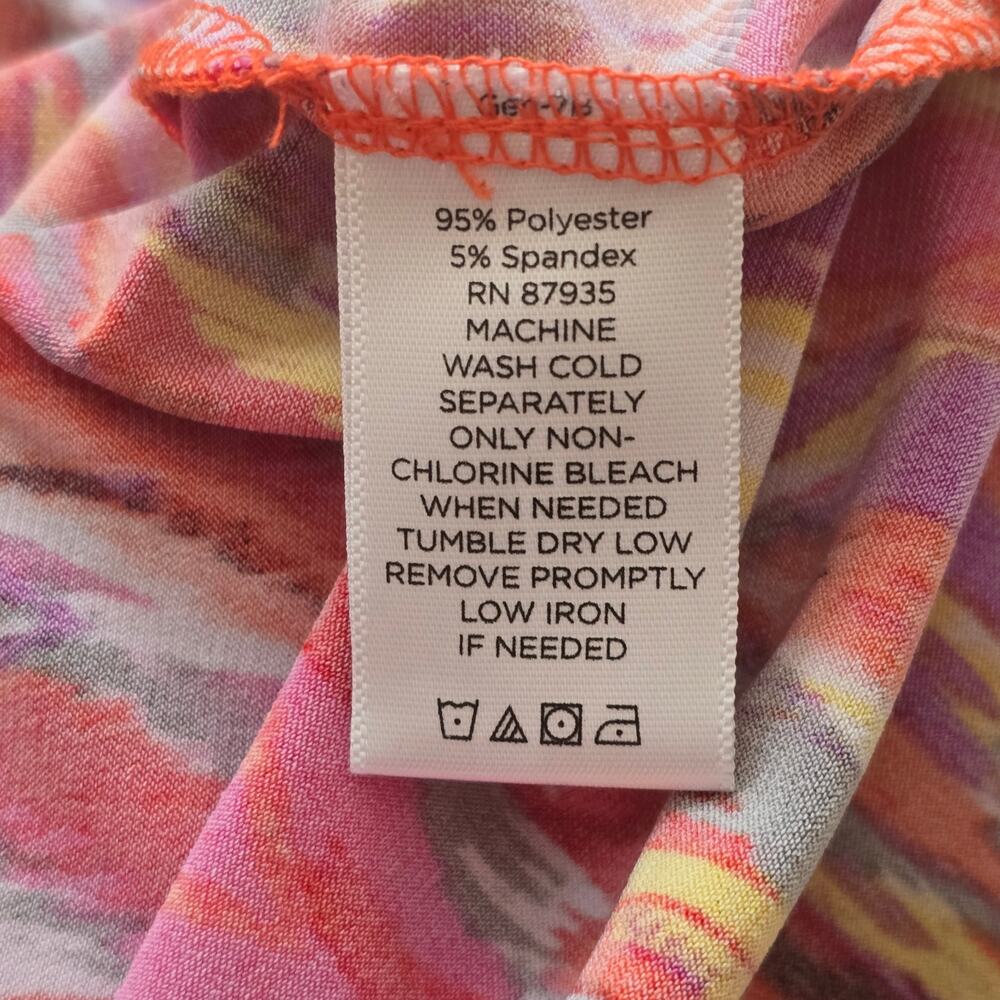 95% Polyester
5% Spandex
RN 87935
MACHINE
WASH COLD
SEPARATELY
ONLY NON-
CHLORINE BLEACH
WHEN NEEDED
TUMBLE DRY LOW
REMOVE PROMPTLY
LOW IRON
IF NEEDED